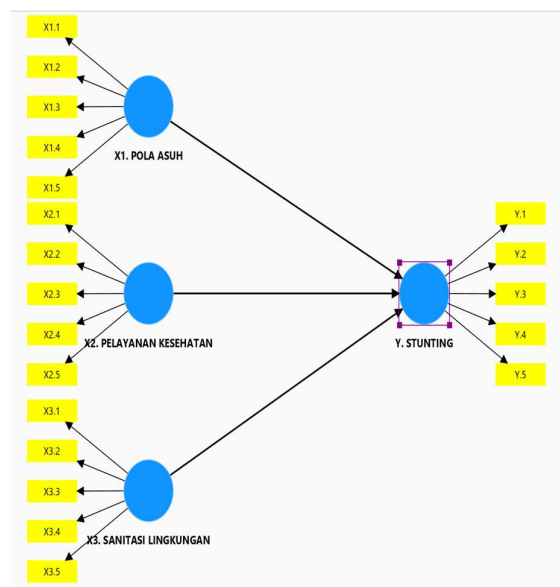 X1.1
X1.2
X1.3
X1.4
X1.5
X1. POLA ASUH
X2.1
X2.2
X2.3
X2.4
X2.5
X2. PELAYANAN KESEHATAN
X3.1
X3.2
X3.3
X3.4
X3.5
X3. SANITASI LINGKUNGAN
Y.1
Y.2
Y.3
Y.4
Y.5
Y. STUNTING